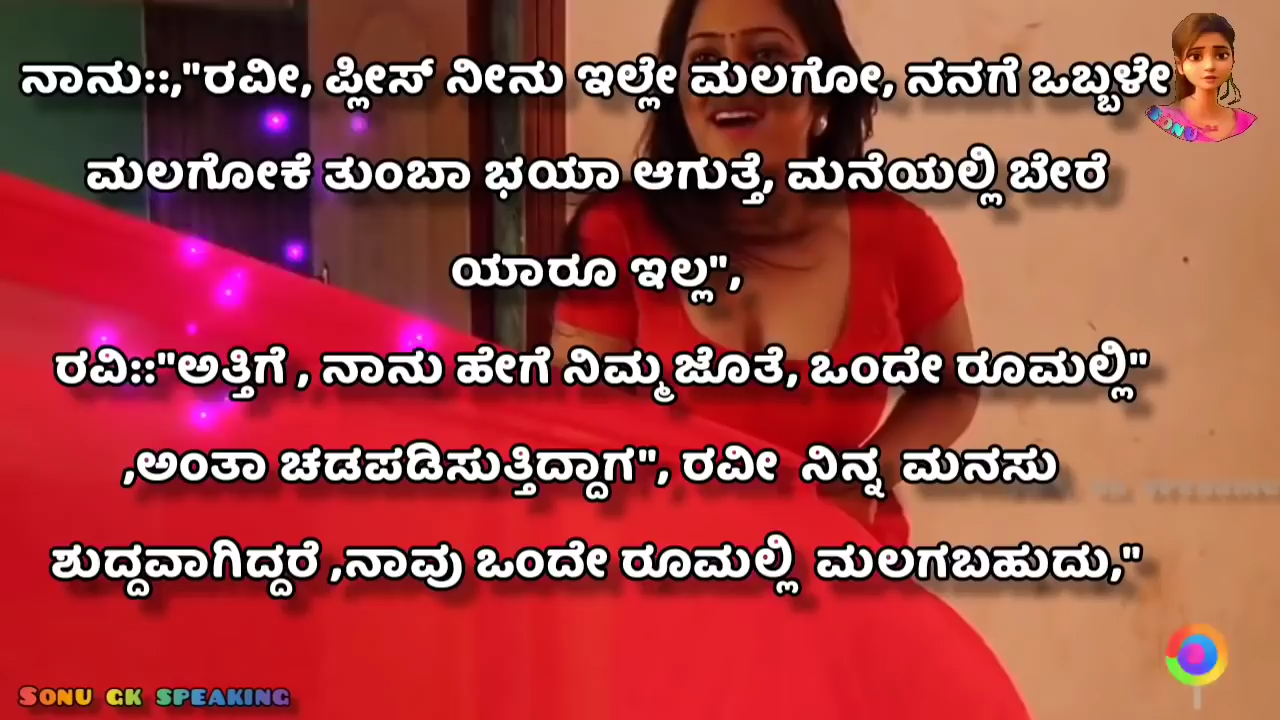 ನಾನು::,"ರವೀ, ಪ್ಲೀಸ್ ನೀನು ಇಲ್ಲೇ ಮಲಗೋ, ನನಗೆ ಒಬ್ಬಳೇ
ಮಲಗೋಕೆ ತುಂಬಾ ಭಯಾ ಆಗುತ್ತೆ, ಮನೆಯಲ್ಲಿ ಬೇರೆ
ಯಾರೂ ಇಲ್ಲ",
ರವಿ::"ಅತ್ತಿಗೆ , ನಾನು ಹೇಗೆ ನಿಮ್ಮ ಜೊತೆ, ಒಂದೇ ರೂಮಲ್ಲಿ"
,ಅಂತಾ ಚಡಪಡಿಸುತ್ತಿದ್ದಾಗ", ರವೀ ನಿನ್ನ ಮನಸು
ಶುದ್ದವಾಗಿದ್ದರೆ ,ನಾವು ಒಂದೇ ರೂಮಲ್ಲಿ ಮಲಗಬಹುದು,"
SONU GK SPEAKING
SONU